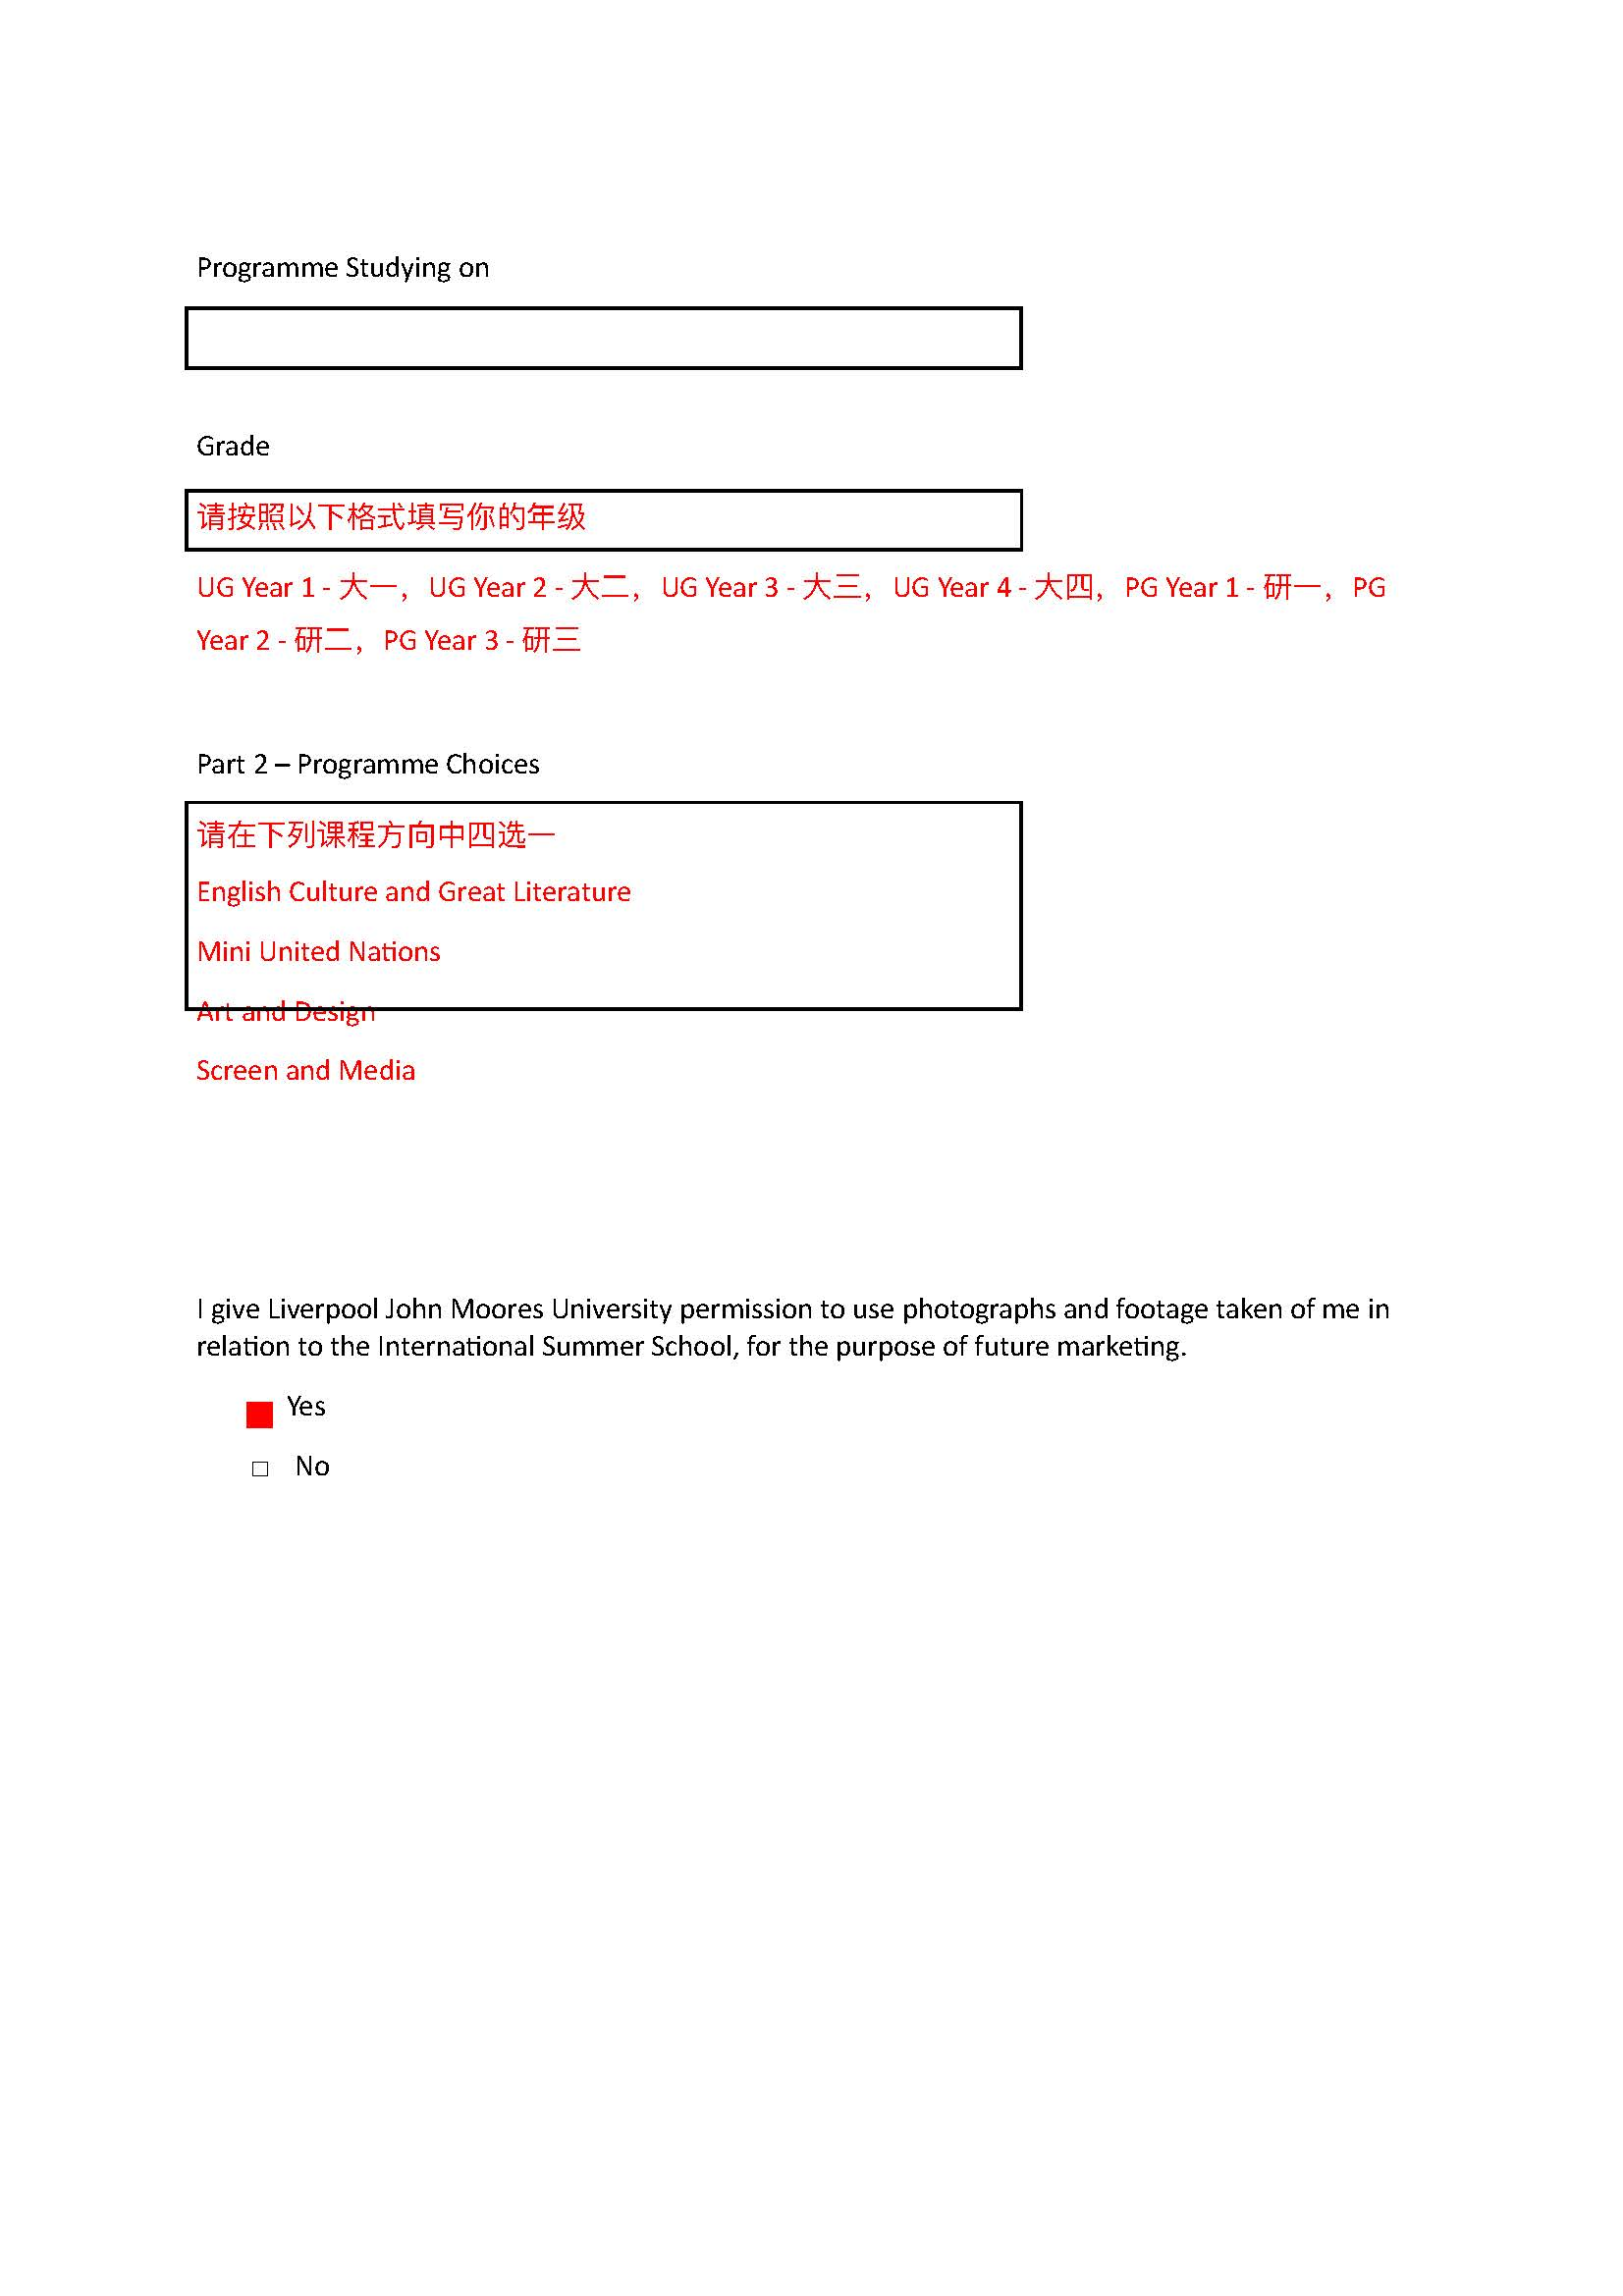 Programme Studying on
Grade
请按照以下格式填写你的年级
UG Year 1 - 大一，UG Year 2 - 大二，UG Year 3 - 大三，UG Year 4 - 大四，PG Year 1 - 研一，PG
Year 2 - 研二，PG Year 3 - 研三
Part 2 – Programme Choices
请在下列课程方向中四选一
English Culture and Great Literature
Mini United Nations
Art and Design
Screen and Media
I give Liverpool John Moores University permission to use photographs and footage taken of me in
relation to the International Summer School, for the purpose of future marketing.
Yes
No